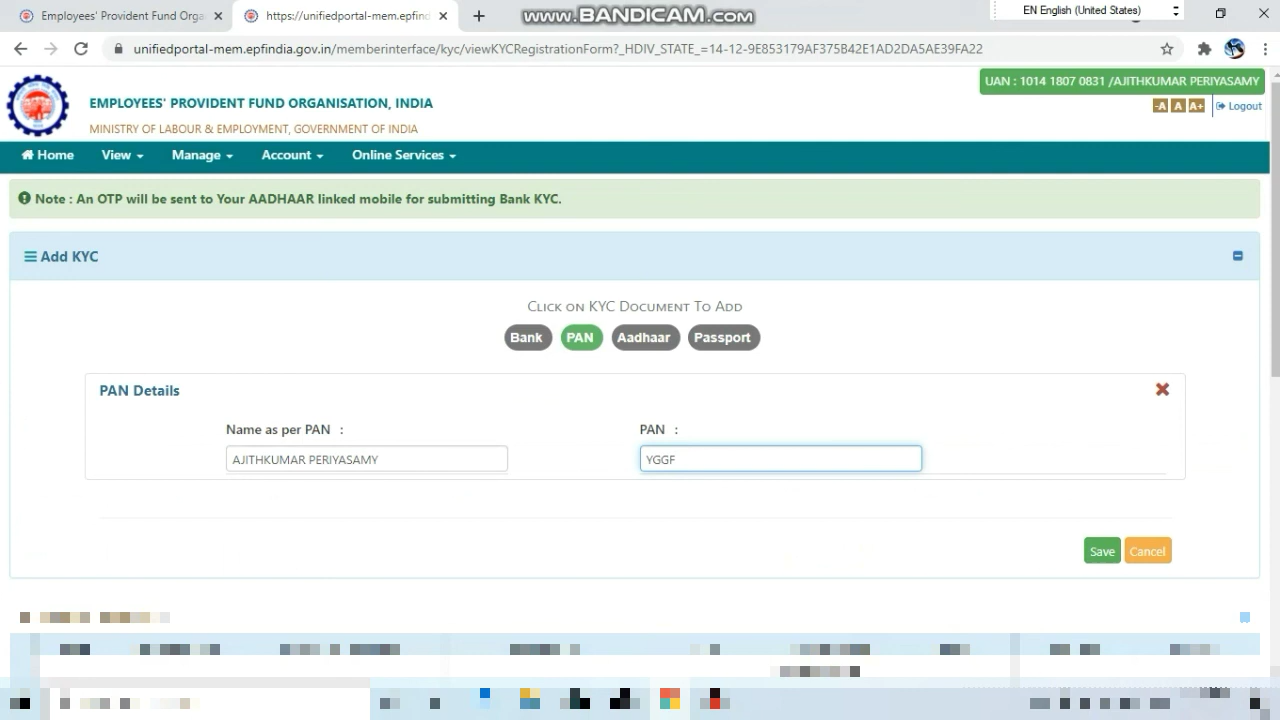 www.BANDICAM.com
EN English (United States)
Employees' Provident Fund Orga
https://unifiedportal-mem.epfind
unifiedportal-mem.epfindia.gov.in/memberinterface/kyc/viewKYCRegistrationForm?_HDIV_STATE_=14-12-9E853179AF375B42E1AD2DA5AE39FA22
UAN : 1014 1807 0831 /AJITHKUMAR PERIYASAMY
EMPLOYEES' PROVIDENT FUND ORGANISATION, INDIA
-A A A+ Logout
MINISTRY OF LABOUR & EMPLOYMENT, GOVERNMENT OF INDIA
Home View Manage Account Online Services
Note : An OTP will be sent to Your AADHAAR linked mobile for submitting Bank KYC.
Add KYC
CLICK ON KYC DOCUMENT TO ADD
Bank PAN Aadhaar Passport
PAN Details
Name as per PAN : PAN :
AJITHKUMAR PERIYASAMY YGGF
Save Cancel